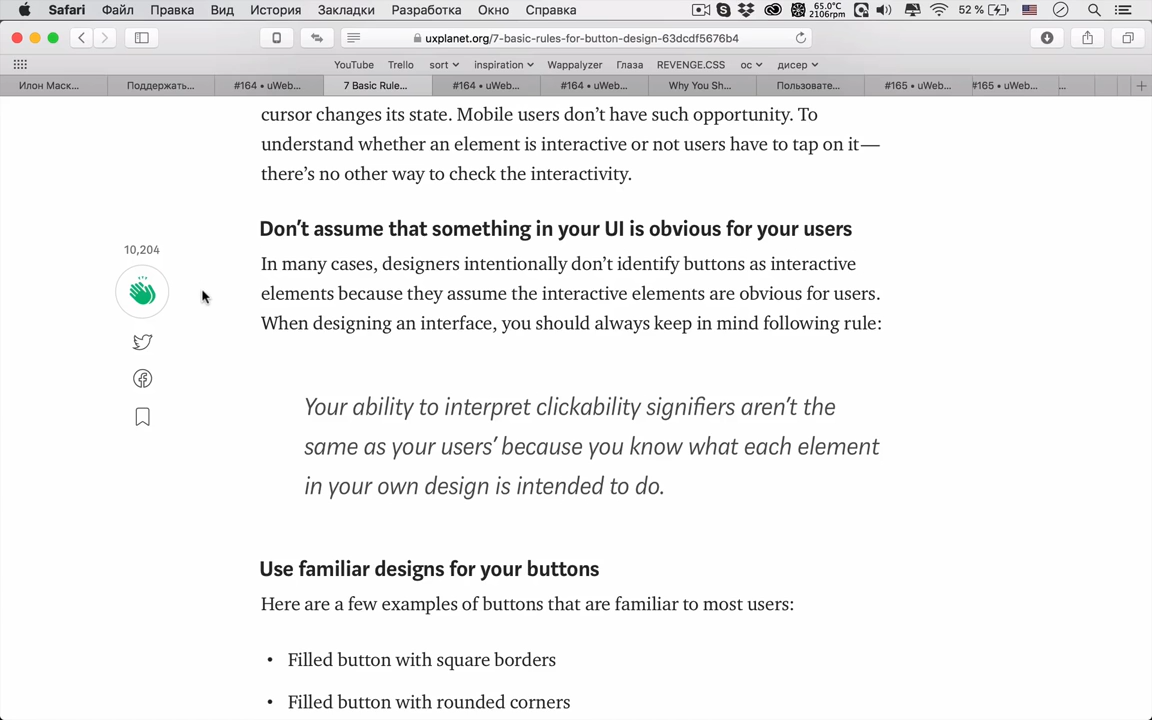 Safari Файл Правка Вид История Закладки Разработка Окно Справка 65.0°C 2106rpm 52 %
uxplanet.org/7-basic-rules-for-button-design-63dcdf5676b4
YouTube Trello sort inspiration Wappalyzer Глаза REVENGE.CSS ос дисер
Илон Маск... Поддержать... #164 • uWeb... 7 Basic Rule... #164 • uWeb... #164 • uWeb... Why You Sh... Пользовате... #165 • uWeb... #165 • uWeb... ...
cursor changes its state. Mobile users don’t have such opportunity. To
understand whether an element is interactive or not users have to tap on it—
there’s no other way to check the interactivity.
Don’t assume that something in your UI is obvious for your users
10,204
In many cases, designers intentionally don’t identify buttons as interactive
elements because they assume the interactive elements are obvious for users.
When designing an interface, you should always keep in mind following rule:
Your ability to interpret clickability signifiers aren’t the
same as your users’ because you know what each element
in your own design is intended to do.
Use familiar designs for your buttons
Here are a few examples of buttons that are familiar to most users:
• Filled button with square borders
• Filled button with rounded corners